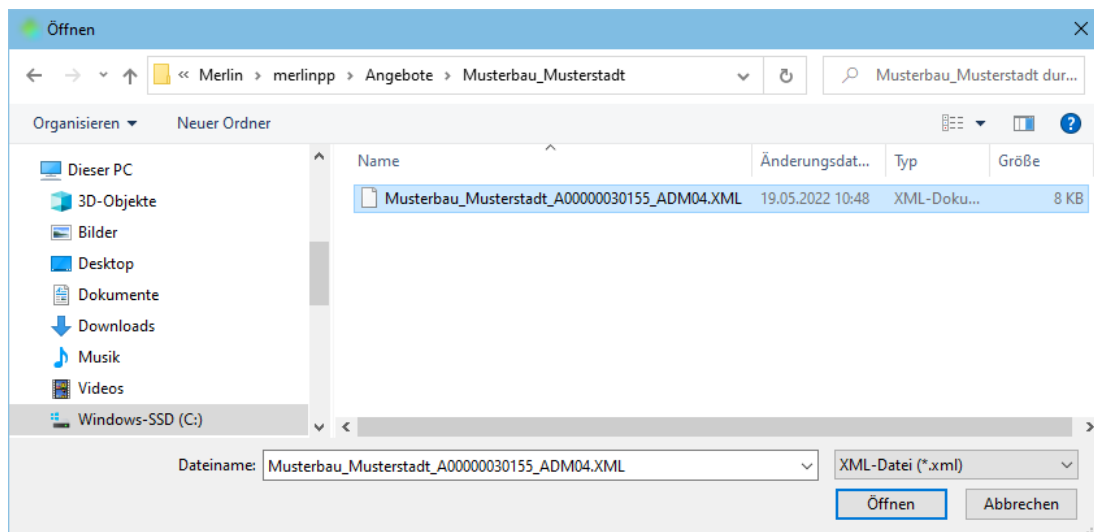 Öffnen
« Merlin > merlinpp > Angebote > Musterbau_Musterstadt
Musterbau_Musterstadt dur...
Organisieren
Neuer Ordner
?
Name
Änderungsdat...
Typ
Größe
Dieser PC
3D-Objekte
Bilder
Desktop
Dokumente
Downloads
Musik
Videos
Windows-SSD (C:)
Musterbau_Musterstadt_A00000030155_ADM04.XML 19.05.2022 10:48 XML-Doku... 8 KB
Dateiname: Musterbau_Musterstadt_A00000030155_ADM04.XML
XML-Datei (*.xml)
Öffnen
Abbrechen